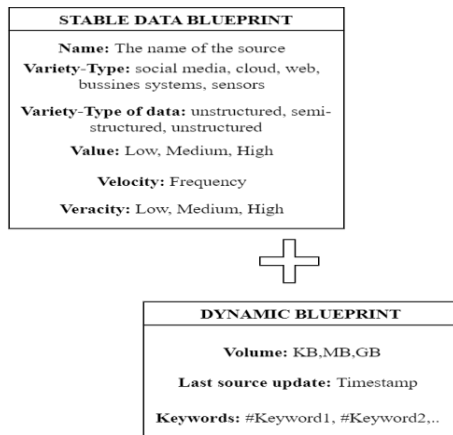 STABLE DATA BLUEPRINT
Name: The name of the source
Variety-Type: social media, cloud, web,
bussines systems, sensors
Variety-Type of data: unstructured, semi-
structured, unstructured
Value: Low, Medium, High
Velocity: Frequency
Veracity: Low, Medium, High
DYNAMIC BLUEPRINT
Volume: KB,MB,GB
Last source update: Timestamp
Keywords: #Keyword1, #Keyword2,..